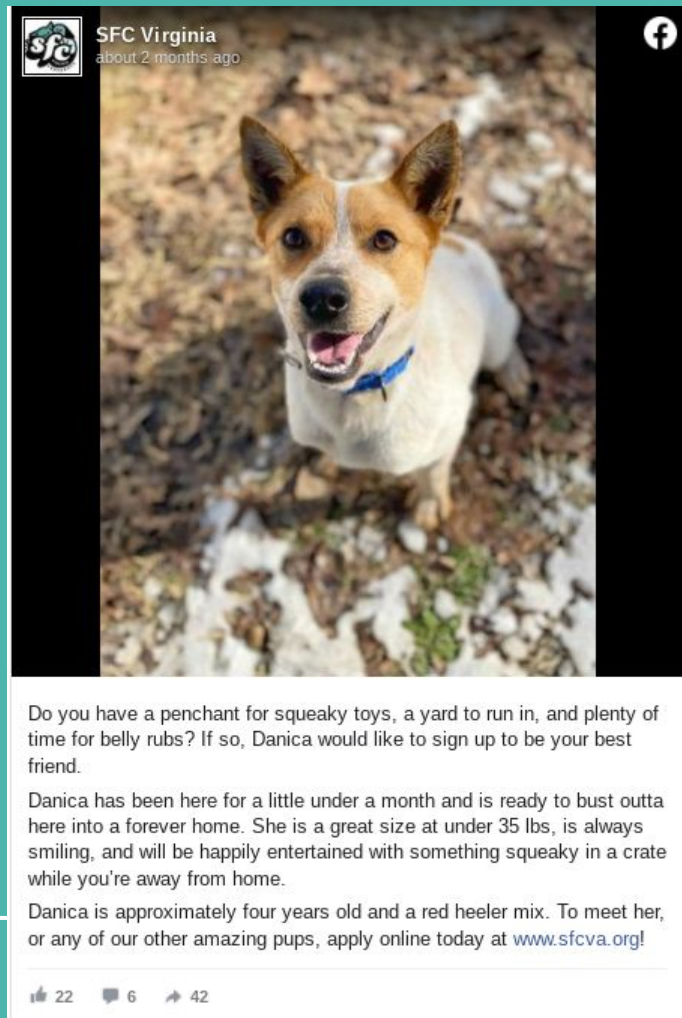 sfc
SFC Virginia
about 2 months ago
Do you have a penchant for squeaky toys, a yard to run in, and plenty of
time for belly rubs? If so, Danica would like to sign up to be your best
friend.
Danica has been here for a little under a month and is ready to bust outta
here into a forever home. She is a great size at under 35 lbs, is always
smiling, and will be happily entertained with something squeaky in a crate
while you're away from home.
Danica is approximately four years old and a red heeler mix. To meet her,
or any of our other amazing pups, apply online today at www.sfcva.org!
22 6 42